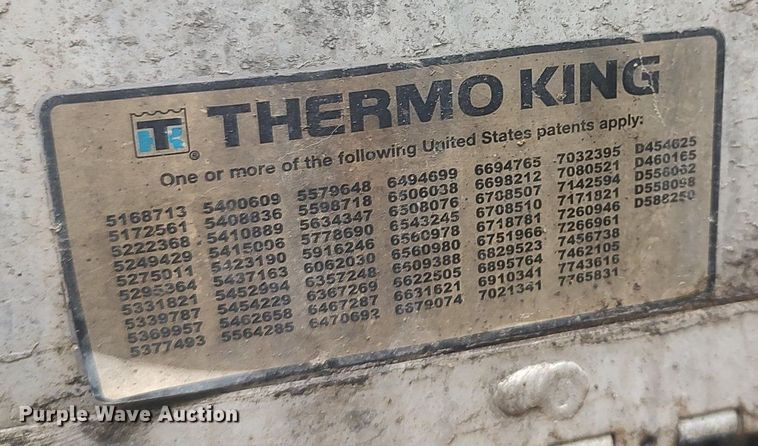 THERMO KING
TK ®
One or more of the following United States patents apply:
5168713 5400609 5579648 6494699 6694765 7032395 D454625
5172561 5408836 5598718 6506038 6698212 7080521 D460165
5222368 5410889 5634347 6508076 6708507 7142594 D556062
5249429 5415006 5778690 6543245 6708510 7171821 D558098
5275011 5423190 5916246 6560978 6718781 7260946 D588250
5295364 5437163 6062030 6560980 6751966 7266961
5331821 5452994 6357248 6609388 6829523 7456738
5339787 5454229 6367269 6622505 6895764 7462105
5369957 5462658 6467287 6631621 6910341 7743616
5377493 5564285 6470692 6679074 7021341 7765831
Purple Wave Auction